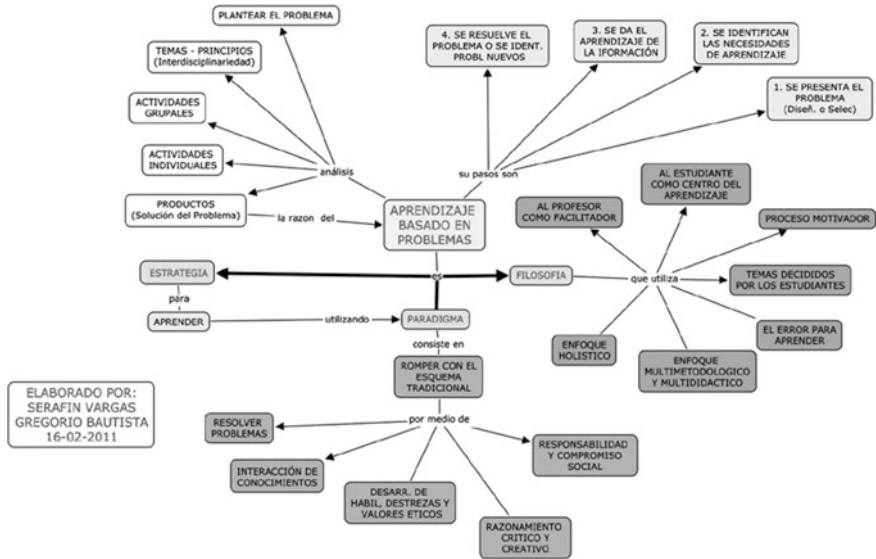 PLANTEAR EL PROBLEMA
TEMAS - PRINCIPIOS
(Interdisciplinariedad)
ACTIVIDADES
GRUPALES
ACTIVIDADES
INDIVIDUALES
PRODUCTOS
(Solución del Problema)
análisis
la razon del
4. SE RESUELVE EL
PROBLEMA O SE IDENT.
PROBL NUEVOS
3. SE DA EL
APRENDIZAJE DE
LA IFORMACIÓN
2. SE IDENTIFICAN
LAS NECESIDADES
DE APRENDIZAJE
1. SE PRESENTA EL
PROBLEMA
(Diseñ. o Selec)
su pasos son
APRENDIZAJE
BASADO EN
PROBLEMAS
es
ESTRATEGIA
para
APRENDER
utilizando
PARADIGMA
FILOSOFIA
que utiliza
AL PROFESOR
COMO FACILITADOR
AL ESTUDIANTE
COMO CENTRO DEL
APRENDIZAJE
PROCESO MOTIVADOR
TEMAS DECIDIDOS
POR LOS ESTUDIANTES
EL ERROR PARA
APRENDER
ENFOQUE
MULTIMETODOLOGICO
Y MULTIDIDACTICO
ENFOQUE
HOLISTICO
consiste en
ROMPER CON EL
ESQUEMA
TRADICIONAL
por medio de
RESOLVER
PROBLEMAS
INTERACCIÓN DE
CONOCIMIENTOS
DESARR. DE
HABIL, DESTREZAS Y
VALORES ETICOS
RAZONAMIENTO
CRITICO Y
CREATIVO
RESPONSABILIDAD
Y COMPROMISO
SOCIAL
ELABORADO POR:
SERAFIN VARGAS
GREGORIO BAUTISTA
16-02-2011